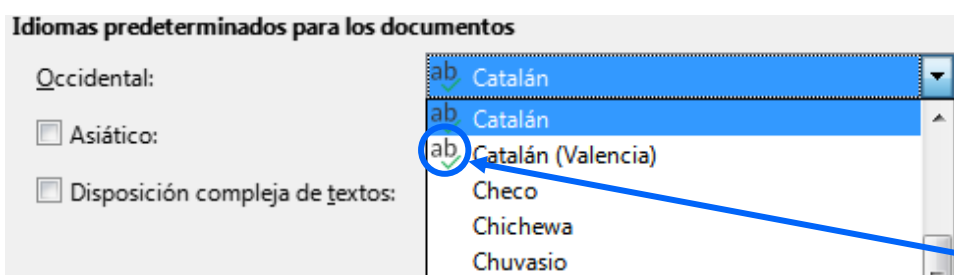 Idiomas predeterminados para los documentos
Occidental:
ab Catalán
ab Catalán
Asiático:
ab Catalán (Valencia)
Checo
Disposición compleja de textos:
Chichewa
Chuvasio